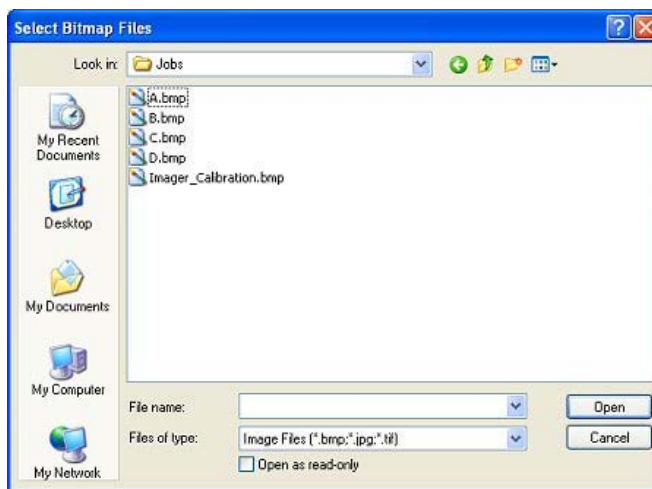 Select Bitmap Files
Look in: Jobs
My Recent
Documents
Desktop
My Documents
My Computer
My Network
A.bmp
B.bmp
C.bmp
D.bmp
Imager_Calibration.bmp
File name:
Open
Files of type: Image Files (*.bmp;*.jpg;*.tif)
Cancel
Open as read-only